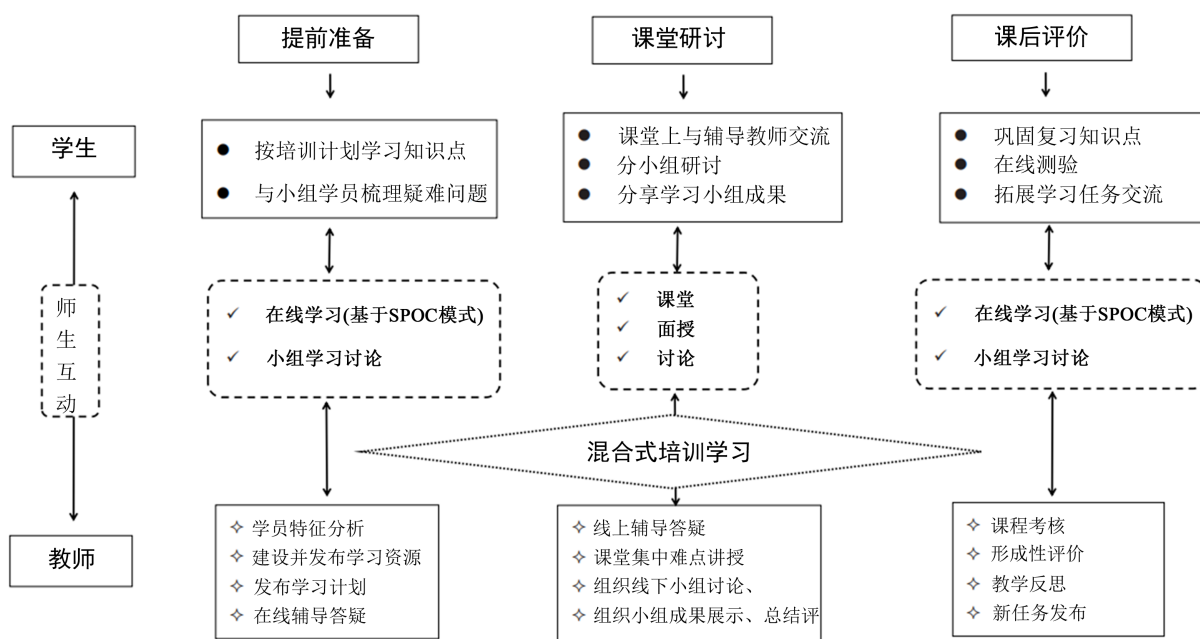 提前准备
课堂研讨
课后评价
学生
按培训计划学习知识点
与小组学员梳理疑难问题
课堂上与辅导教师交流
分小组研讨
分享学习小组成果
巩固复习知识点
在线测验
拓展学习任务交流
师
生
互
动
在线学习(基于SPOC模式)
小组学习讨论
课堂
面授
讨论
在线学习(基于SPOC模式)
小组学习讨论
混合式培训学习
教师
学员特征分析
建设并发布学习资源
发布学习计划
在线辅导答疑
线上辅导答疑
课堂集中难点讲授
组织线下小组讨论、
组织小组成果展示、总结评
课程考核
形成性评价
教学反思
新任务发布